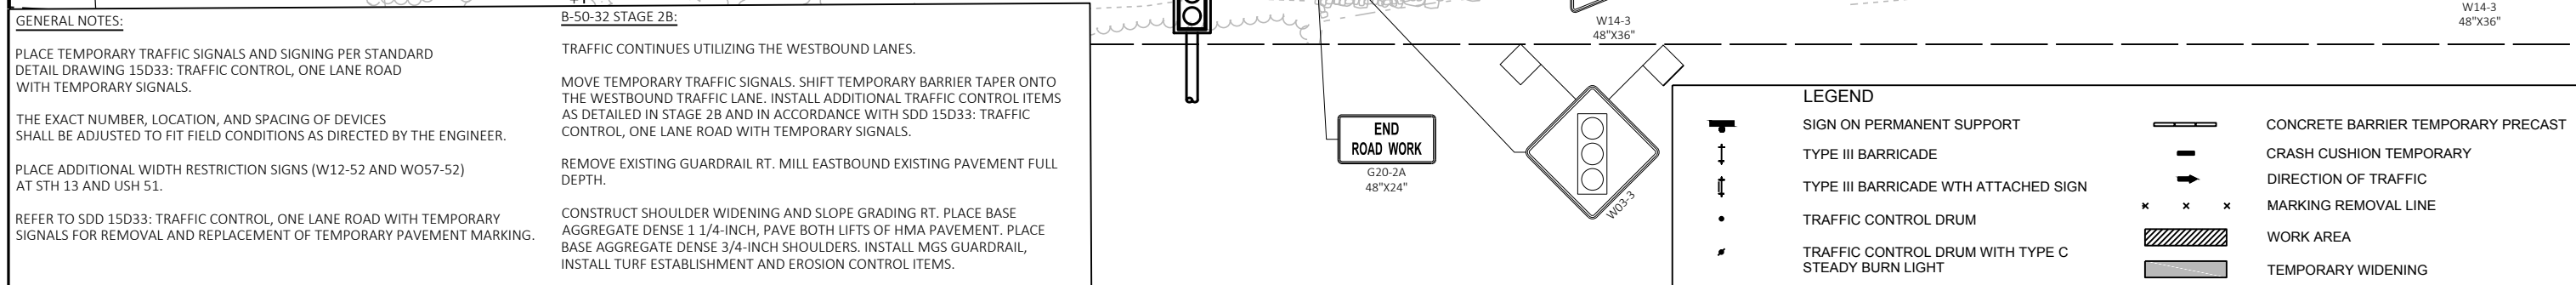 GENERAL NOTES:
PLACE TEMPORARY TRAFFIC SIGNALS AND SIGNING PER STANDARD
DETAIL DRAWING 15D33: TRAFFIC CONTROL, ONE LANE ROAD
WITH TEMPORARY SIGNALS.
THE EXACT NUMBER, LOCATION, AND SPACING OF DEVICES
SHALL BE ADJUSTED TO FIT FIELD CONDITIONS AS DIRECTED BY THE ENGINEER.
PLACE ADDITIONAL WIDTH RESTRICTION SIGNS (W12-52 AND WO57-52)
AT STH 13 AND USH 51.
REFER TO SDD 15D33: TRAFFIC CONTROL, ONE LANE ROAD WITH TEMPORARY
SIGNALS FOR REMOVAL AND REPLACEMENT OF TEMPORARY PAVEMENT MARKING.
B-50-32 STAGE 2B:
TRAFFIC CONTINUES UTILIZING THE WESTBOUND LANES.
MOVE TEMPORARY TRAFFIC SIGNALS. SHIFT TEMPORARY BARRIER TAPER ONTO
THE WESTBOUND TRAFFIC LANE. INSTALL ADDITIONAL TRAFFIC CONTROL ITEMS
AS DETAILED IN STAGE 2B AND IN ACCORDANCE WITH SDD 15D33: TRAFFIC
CONTROL, ONE LANE ROAD WITH TEMPORARY SIGNALS.
REMOVE EXISTING GUARDRAIL RT. MILL EASTBOUND EXISTING PAVEMENT FULL
DEPTH.
CONSTRUCT SHOULDER WIDENING AND SLOPE GRADING RT. PLACE BASE
AGGREGATE DENSE 1 1/4-INCH, PAVE BOTH LIFTS OF HMA PAVEMENT. PLACE
BASE AGGREGATE DENSE 3/4-INCH SHOULDERS. INSTALL MGS GUARDRAIL,
INSTALL TURF ESTABLISHMENT AND EROSION CONTROL ITEMS.
END
ROAD WORK
G20-2A
48"X24"
W14-3
48"X36"
W03-3
W14-3
48"X36"
LEGEND
SIGN ON PERMANENT SUPPORT
TYPE III BARRICADE
TYPE III BARRICADE WTH ATTACHED SIGN
TRAFFIC CONTROL DRUM
TRAFFIC CONTROL DRUM WITH TYPE C
STEADY BURN LIGHT
CONCRETE BARRIER TEMPORARY PRECAST
CRASH CUSHION TEMPORARY
DIRECTION OF TRAFFIC
MARKING REMOVAL LINE
WORK AREA
TEMPORARY WIDENING